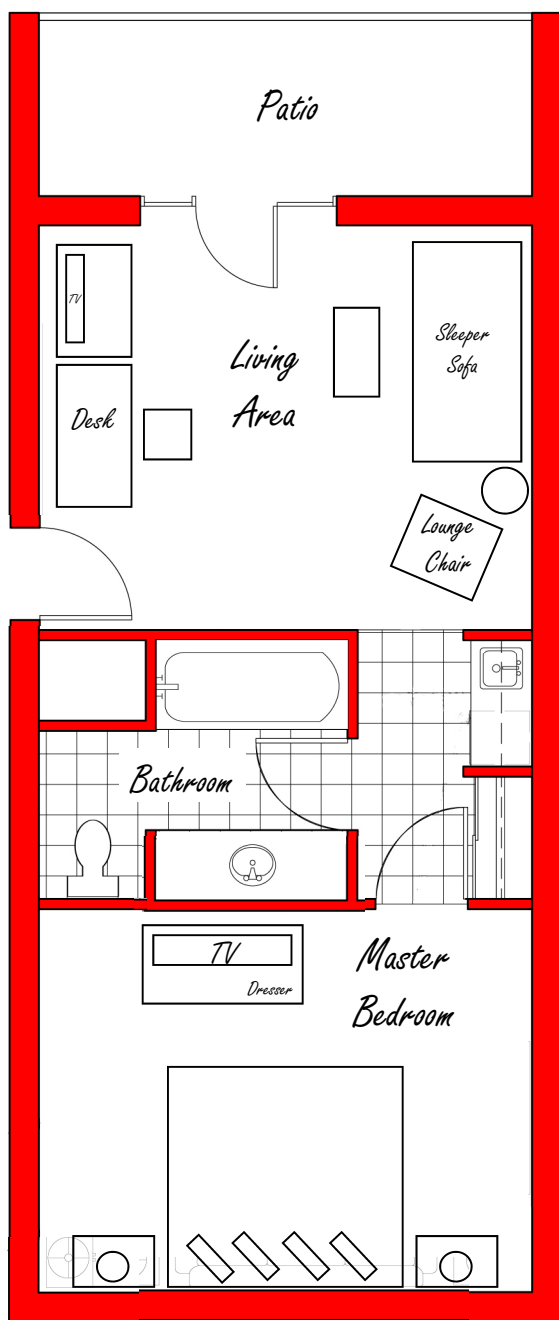 Patio
TV
Sleeper
Sofa
Living
Area
Desk
Lounge
Chair
Bathroom
TV
Dresser
Master
Bedroom